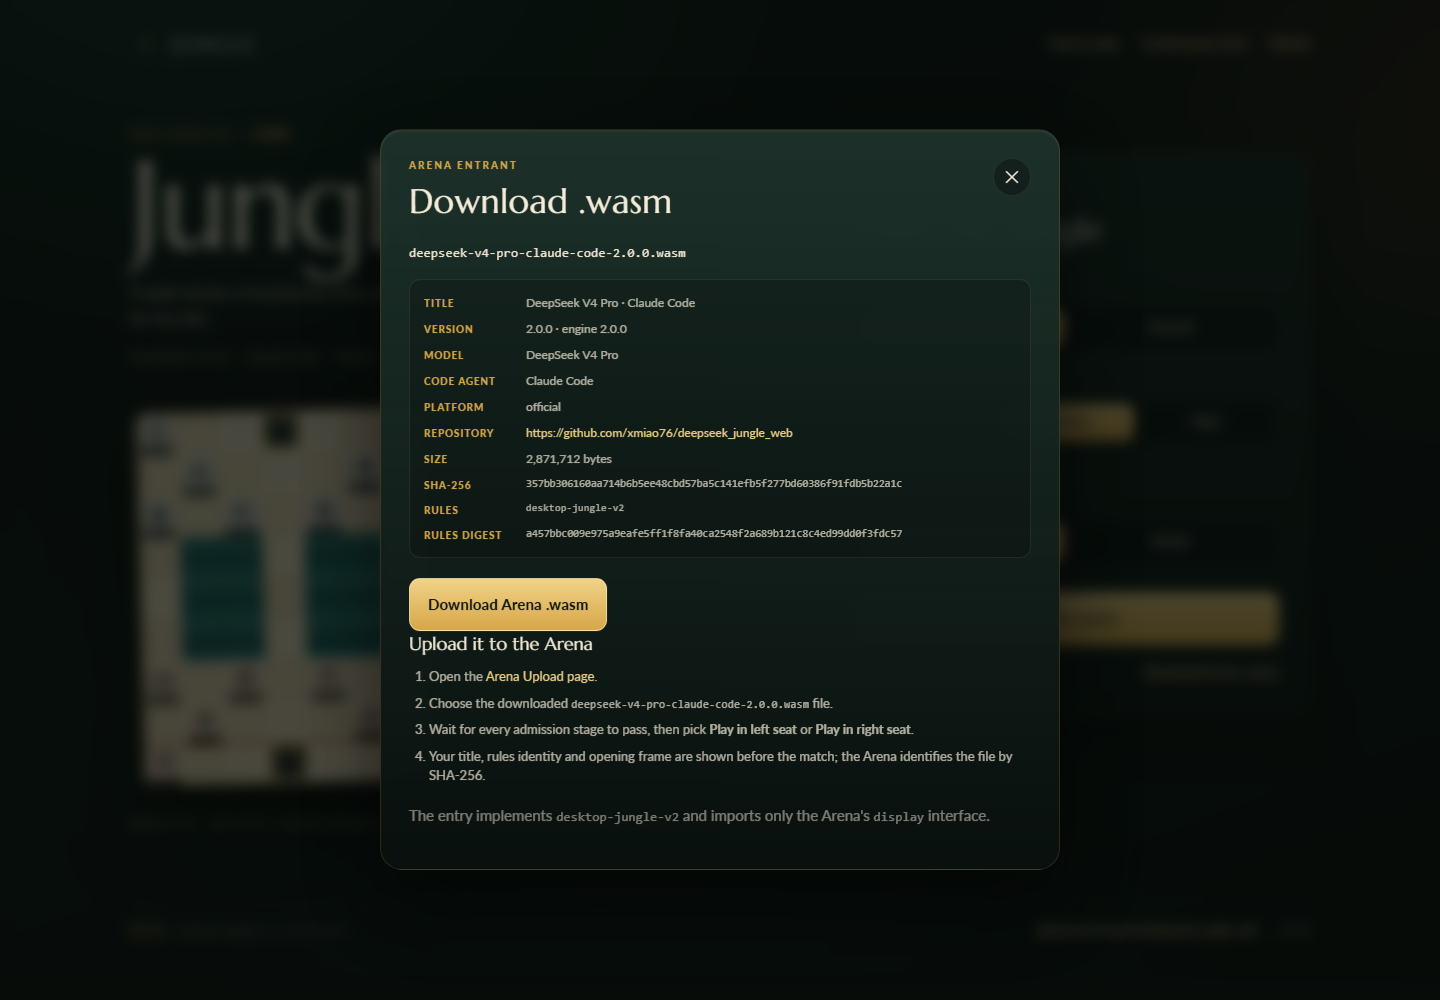 ARENA ENTRANT
Download .wasm
deepseek-v4-pro-claude-code-2.0.0.wasm
TITLE DeepSeek V4 Pro · Claude Code
VERSION 2.0.0 · engine 2.0.0
MODEL DeepSeek V4 Pro
CODE AGENT Claude Code
PLATFORM official
REPOSITORY https://github.com/xmiao76/deepseek_jungle_web
SIZE 2,871,712 bytes
SHA-256 357bb306160aa714b6b5ee48cbd57ba5c141efb5f277bd60386f91fdb5b22a1c
RULES desktop-jungle-v2
RULES DIGEST a457bbc009e975a9eafe5ff1f8fa40ca2548f2a689b121c8c4ed99dd0f3fdc57
Download Arena .wasm
Upload it to the Arena
1. Open the Arena Upload page.
2. Choose the downloaded deepseek-v4-pro-claude-code-2.0.0.wasm file.
3. Wait for every admission stage to pass, then pick Play in left seat or Play in right seat.
4. Your title, rules identity and opening frame are shown before the match; the Arena identifies the file by
SHA-256.
The entry implements desktop-jungle-v2 and imports only the Arena's display interface.